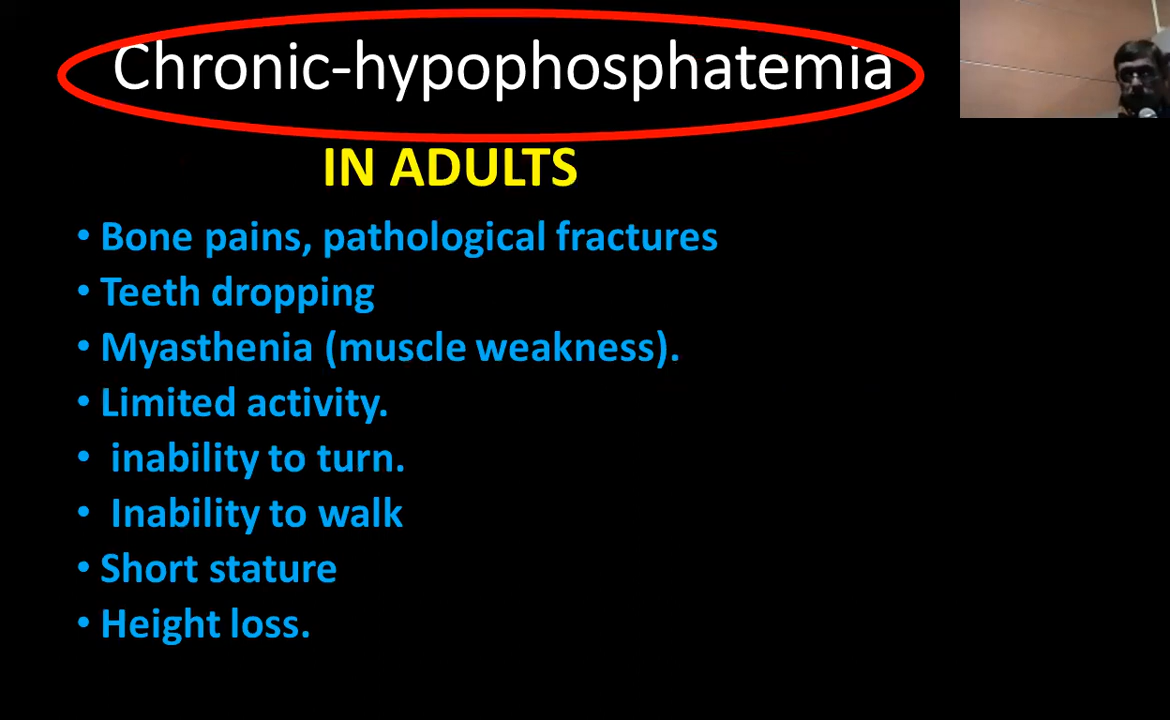 Chronic-hypophosphatemia
IN ADULTS
• Bone pains, pathological fractures
• Teeth dropping
• Myasthenia (muscle weakness).
• Limited activity.
• inability to turn.
• Inability to walk
• Short stature
• Height loss.